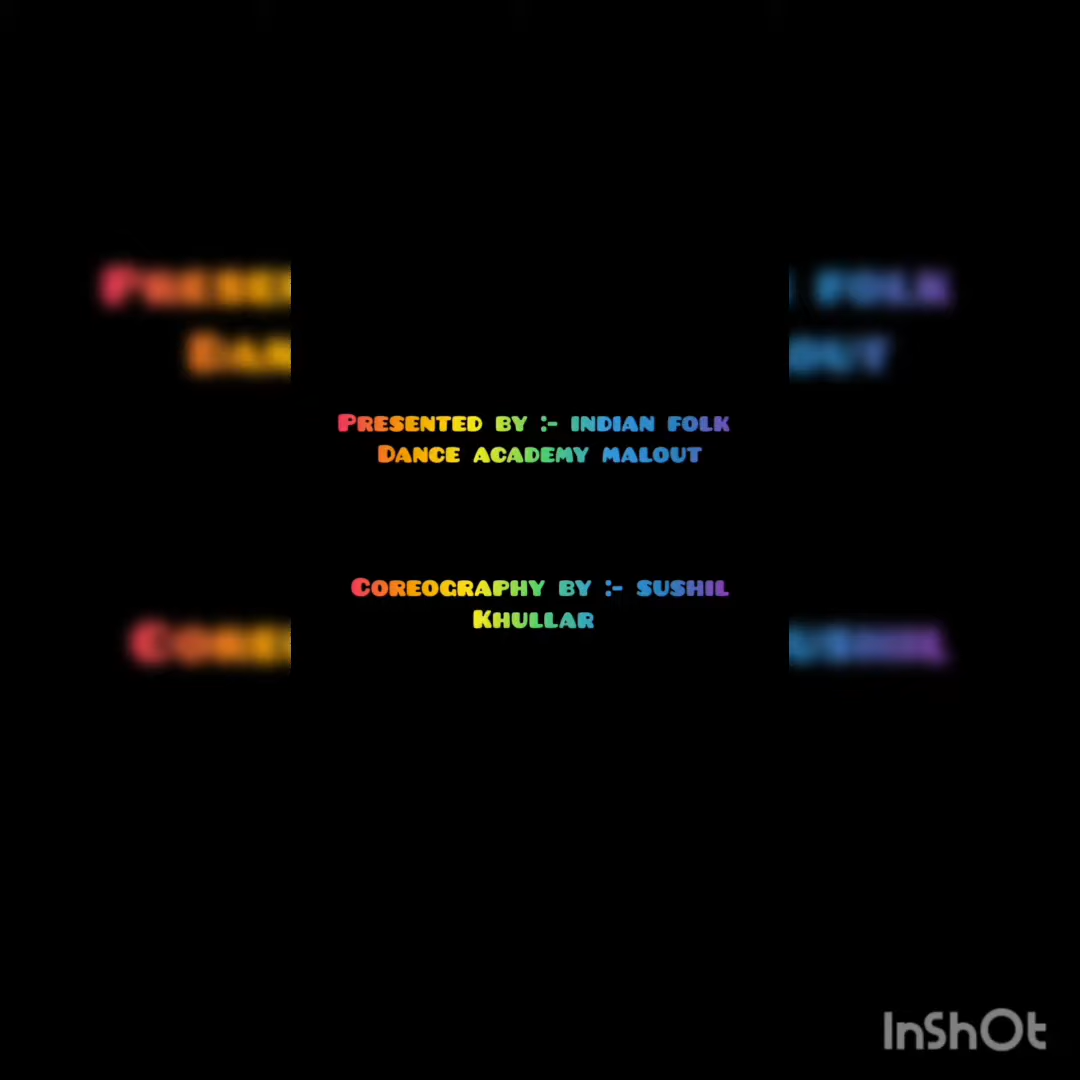 Presented by :- indian folk
Dance academy malout
Coreography by :- sushil
Khullar
InShOt